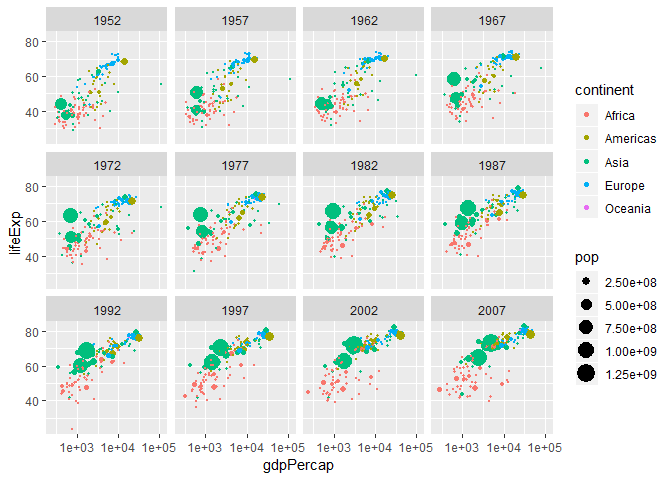 1952 1957 1962 1967
80
60
40
1972 1977 1982 1987
80
60
40
1992 1997 2002 2007
80
60
40
1e+03 1e+04 1e+05 1e+03 1e+04 1e+05 1e+03 1e+04 1e+05 1e+03 1e+04 1e+05
gdpPercap
lifeExp
continent
Africa
Americas
Asia
Europe
Oceania
pop
2.50e+08
5.00e+08
7.50e+08
1.00e+09
1.25e+09